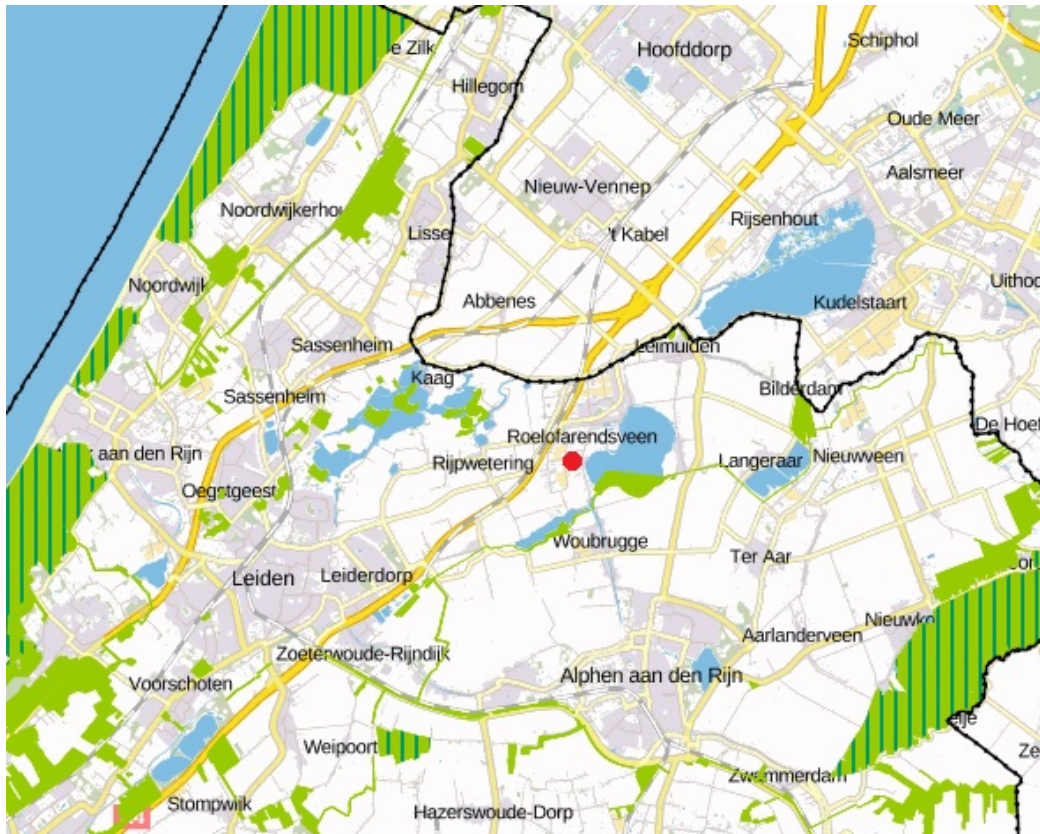 Schiphol
e Zilk
Hoofddorp
Hillegom
Oude Meer
Aalsmeer
Nieuw-Vennep
Noordwijkerhou
Rijsenhout
Lisse
't Kabel
Noordwijk
Uithoo
Abbenes
Kudelstaart
Sassenheim
Leimuiden
Kaag
Bilderdam
Sassenheim
De Hoef
Roelofarendsveen
aan den Rijn
Rijpwetering
Langeraar
Nieuwveen
Oegstgeest
Woubrugge
Ter Aar
Leiden
Leiderdorp
Nieuwko
Aarlanderveen
Zoeterwoude-Rijndijk
Alphen aan den Rijn
Voorschoten
Weipoort
Zwammerdam
Ze
Stompwijk
Hazerswoude-Dorp